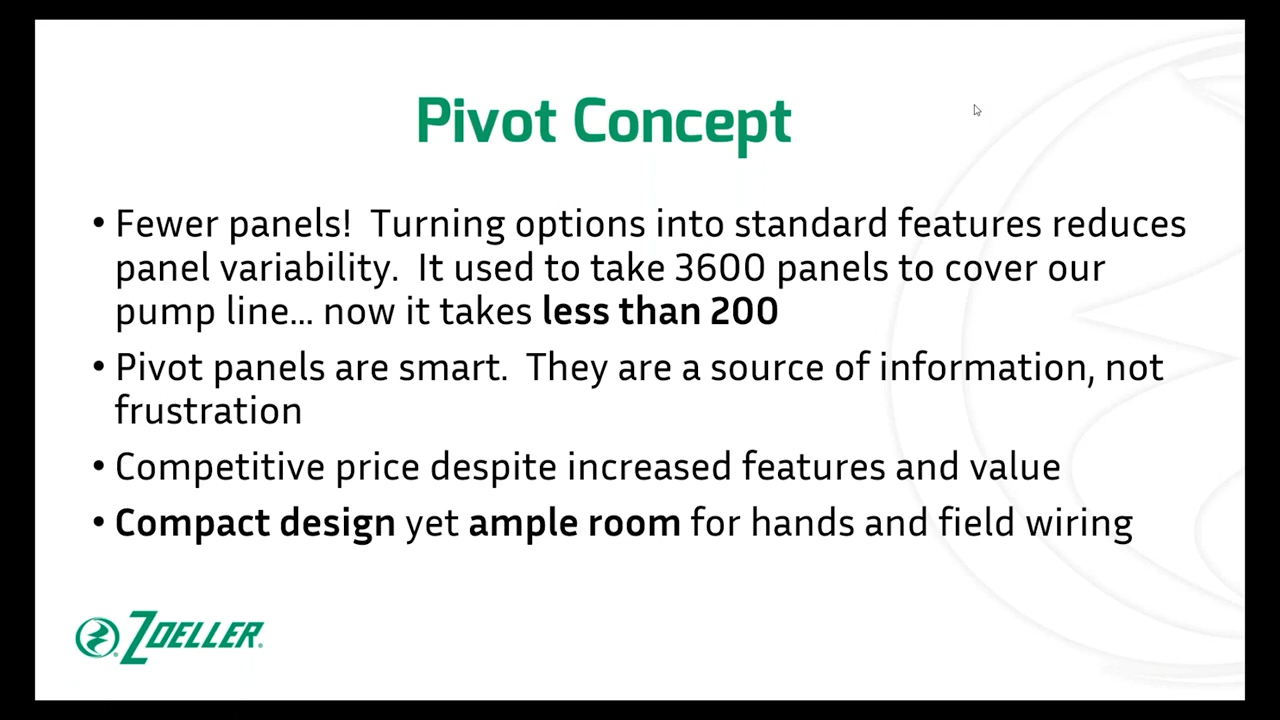 Pivot Concept
• Fewer panels!  Turning options into standard features reduces
panel variability.  It used to take 3600 panels to cover our
pump line... now it takes less than 200
• Pivot panels are smart.  They are a source of information, not
frustration
• Competitive price despite increased features and value
• Compact design yet ample room for hands and field wiring
ZOELLER